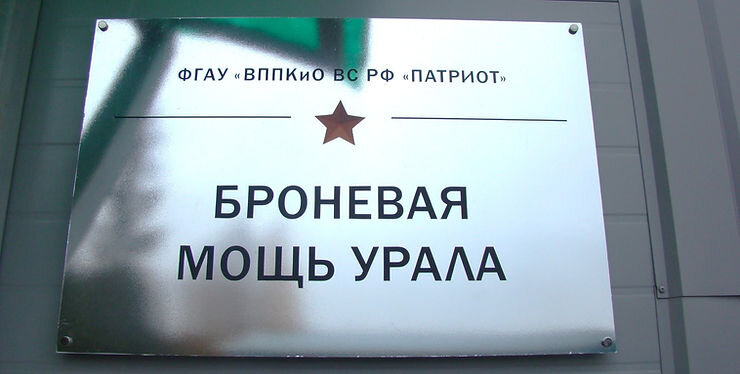 ФГАУ «ВППКиО ВС РФ «ПАТРИОТ»
БРОНЕВАЯ
МОЩЬ УРАЛА